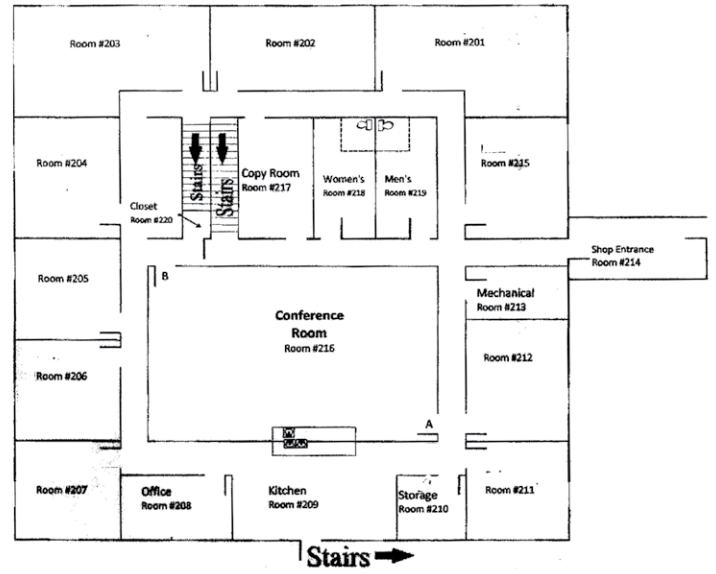 Room #203
Room #202
Room #201
Room #204
Stairs
Stairs
Copy Room
Room #217
Women's
Room #218
Men's
Room #219
Room #215
Closet
Room #220
Shop Entrance
Room #214
B
Room #205
Mechanical
Room #213
Conference
Room
Room #216
Room #212
Room #206
A
Room #207
Office
Room #208
Kitchen
Room #209
Storage
Room #210
Room #211
Stairs